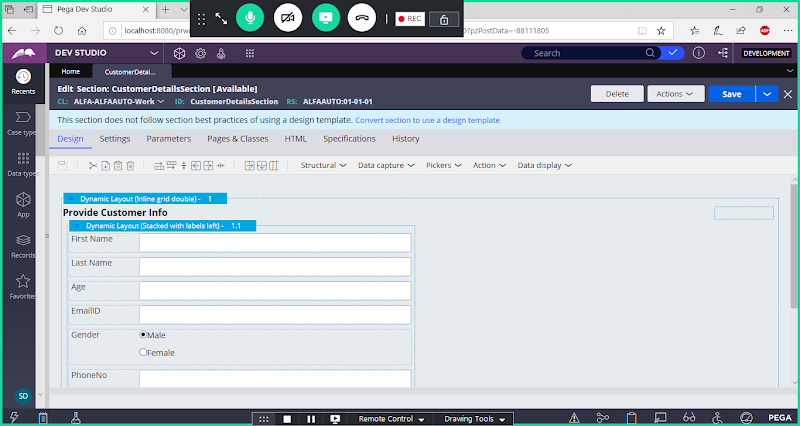 Pega Dev Studio
localhost:8080/prw
0?pzPostData=-88111805
REC
DEV STUDIO
Search
DEVELOPMENT
Home
CustomerDetai...
Recents
Edit Section: CustomerDetailsSection [Available]
CL: ALFA-ALFAAUTO-Work ID: CustomerDetailsSection RS: ALFAAUTO:01-01-01
Delete
Actions
Save
This section does not follow section best practices of using a design template. Convert section to use a design template
Case type
Design Settings Parameters Pages & Classes HTML Specifications History
Data type
Structural Data capture Pickers Action Data display
App
Dynamic Layout (Inline grid double) - 1
Provide Customer Info
Dynamic Layout (Stacked with labels left) - 1.1
Records
First Name
Last Name
Favorite
Age
EmailID
Gender
Male
Female
PhoneNo
SD
Remote Control
Drawing Tools
PEGA